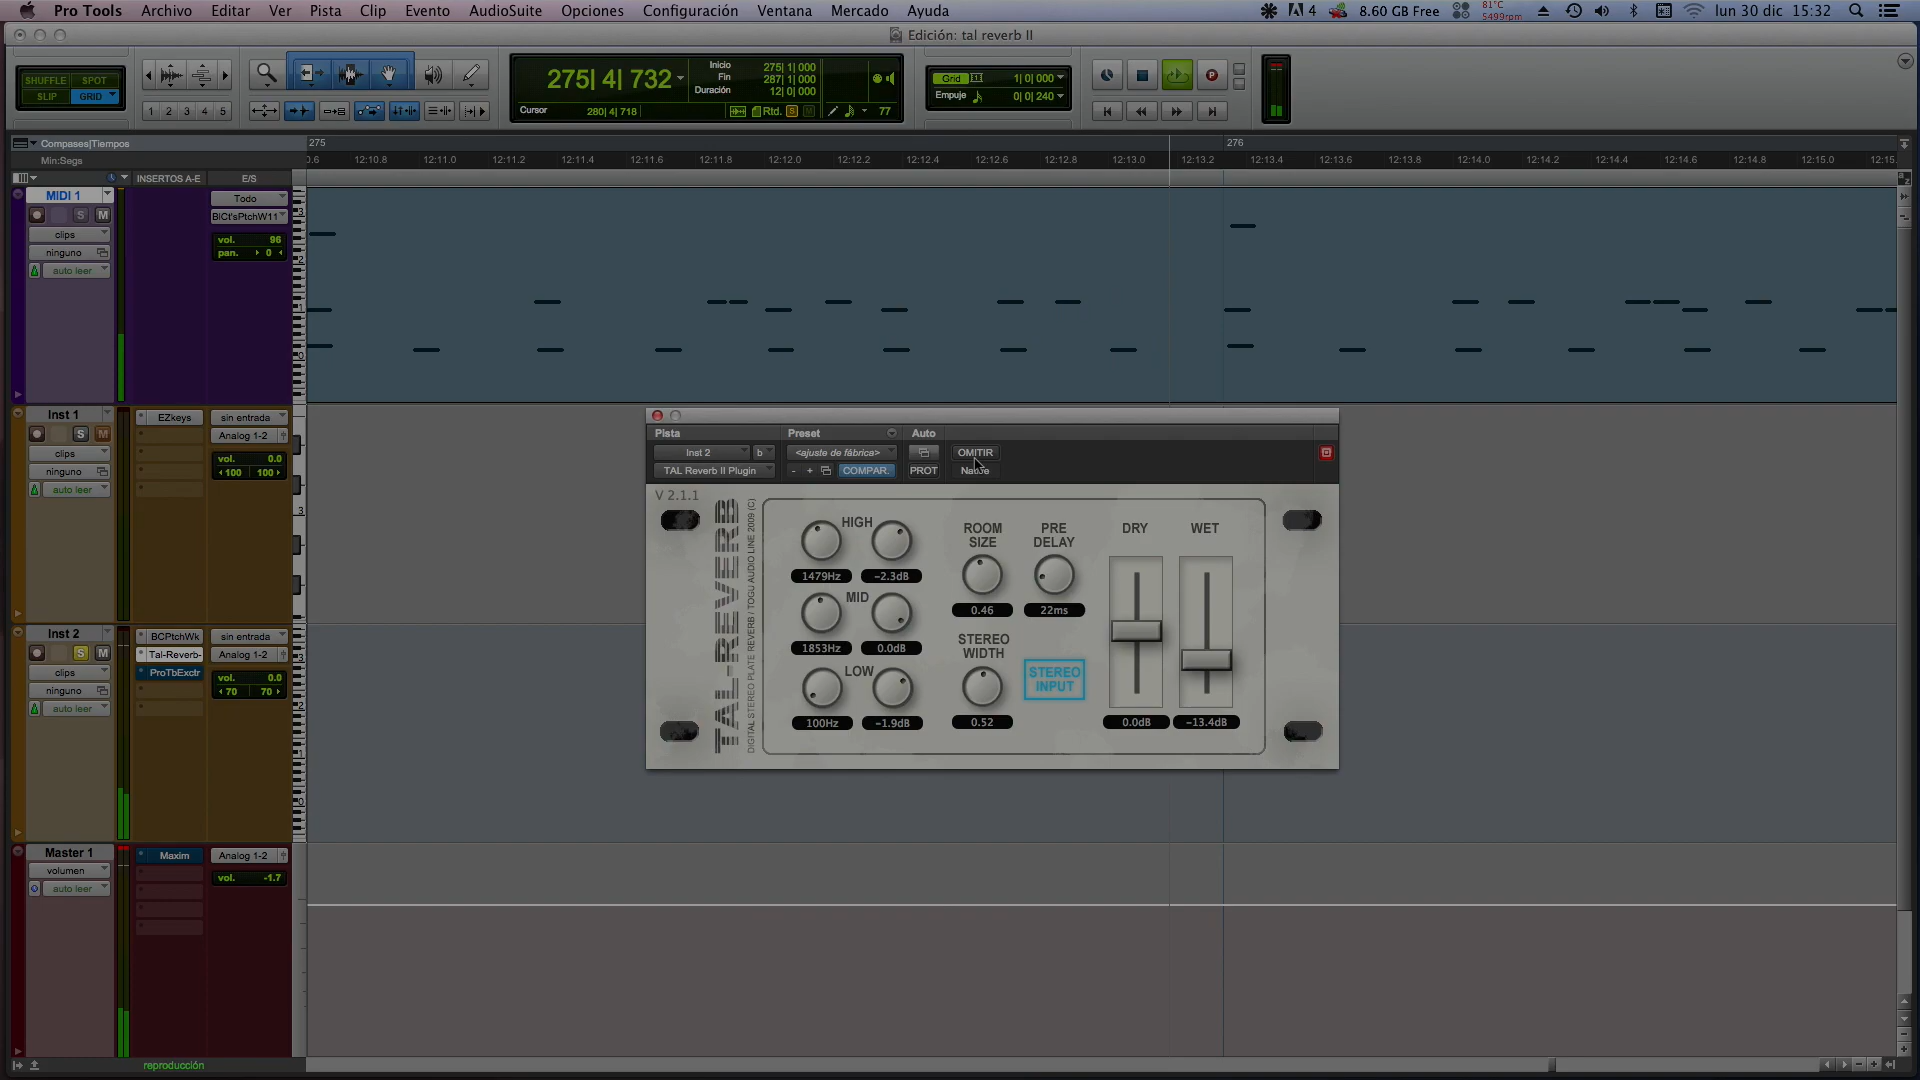 Pro Tools Archivo Editar Ver Pista Clip Evento AudioSuite Opciones Configuración Ventana Mercado Ayuda
4 8.60 GB Free 81°C 5499rpm lun 30 dic 15:32
Edición: tal reverb II
SHUFFLE SPOT
SLIP GRID
1 2 3 4 5
275| 4| 732
Inicio 275| 1| 000
Fin 287| 1| 000
Duración 12| 0| 000
Cursor 280| 4| 718 Rtd. S M 77
Grid 1| 0| 000
Empuje 0| 0| 240
Compases|Tiempos 275 276
Min:Segs
0.6 12:10.8 12:11.0 12:11.2 12:11.4 12:11.6 12:11.8 12:12.0 12:12.2 12:12.4 12:12.6 12:12.8 12:13.0 12:13.2 12:13.4 12:13.6 12:13.8 12:14.0 12:14.2 12:14.4 12:14.6 12:14.8 12:15.0 12:15.
INSERTOS A-E E/S
MIDI 1
S M
clips
ninguno
auto leer
Todo
BlCt'sPtchW11
vol. 96
pan. 0
Inst 1
S M
clips
ninguno
auto leer
EZkeys
sin entrada
Analog 1-2
vol. 0.0
100 100
Inst 2
S M
clips
ninguno
auto leer
BCPtchWk
Tal-Reverb-
ProTbExctr
sin entrada
Analog 1-2
vol. 0.0
70 70
Master 1
volumen
auto leer
Maxim
Analog 1-2
vol. -1.7
reproducción
Pista Preset Auto
Inst 2 b <ajuste de fábrica> OMITIR
TAL Reverb II Plugin - + COMPAR. PROT Native
V 2.1.1
TAL-REVERB
DIGITAL STEREO PLATE REVERB / TOGU AUDIO LINE 2009 (C)
HIGH
1479Hz -2.3dB
MID
1853Hz 0.0dB
LOW
100Hz -1.9dB
ROOM SIZE
0.46
PRE DELAY
22ms
STEREO WIDTH
0.52
STEREO INPUT
DRY WET
0.0dB -13.4dB